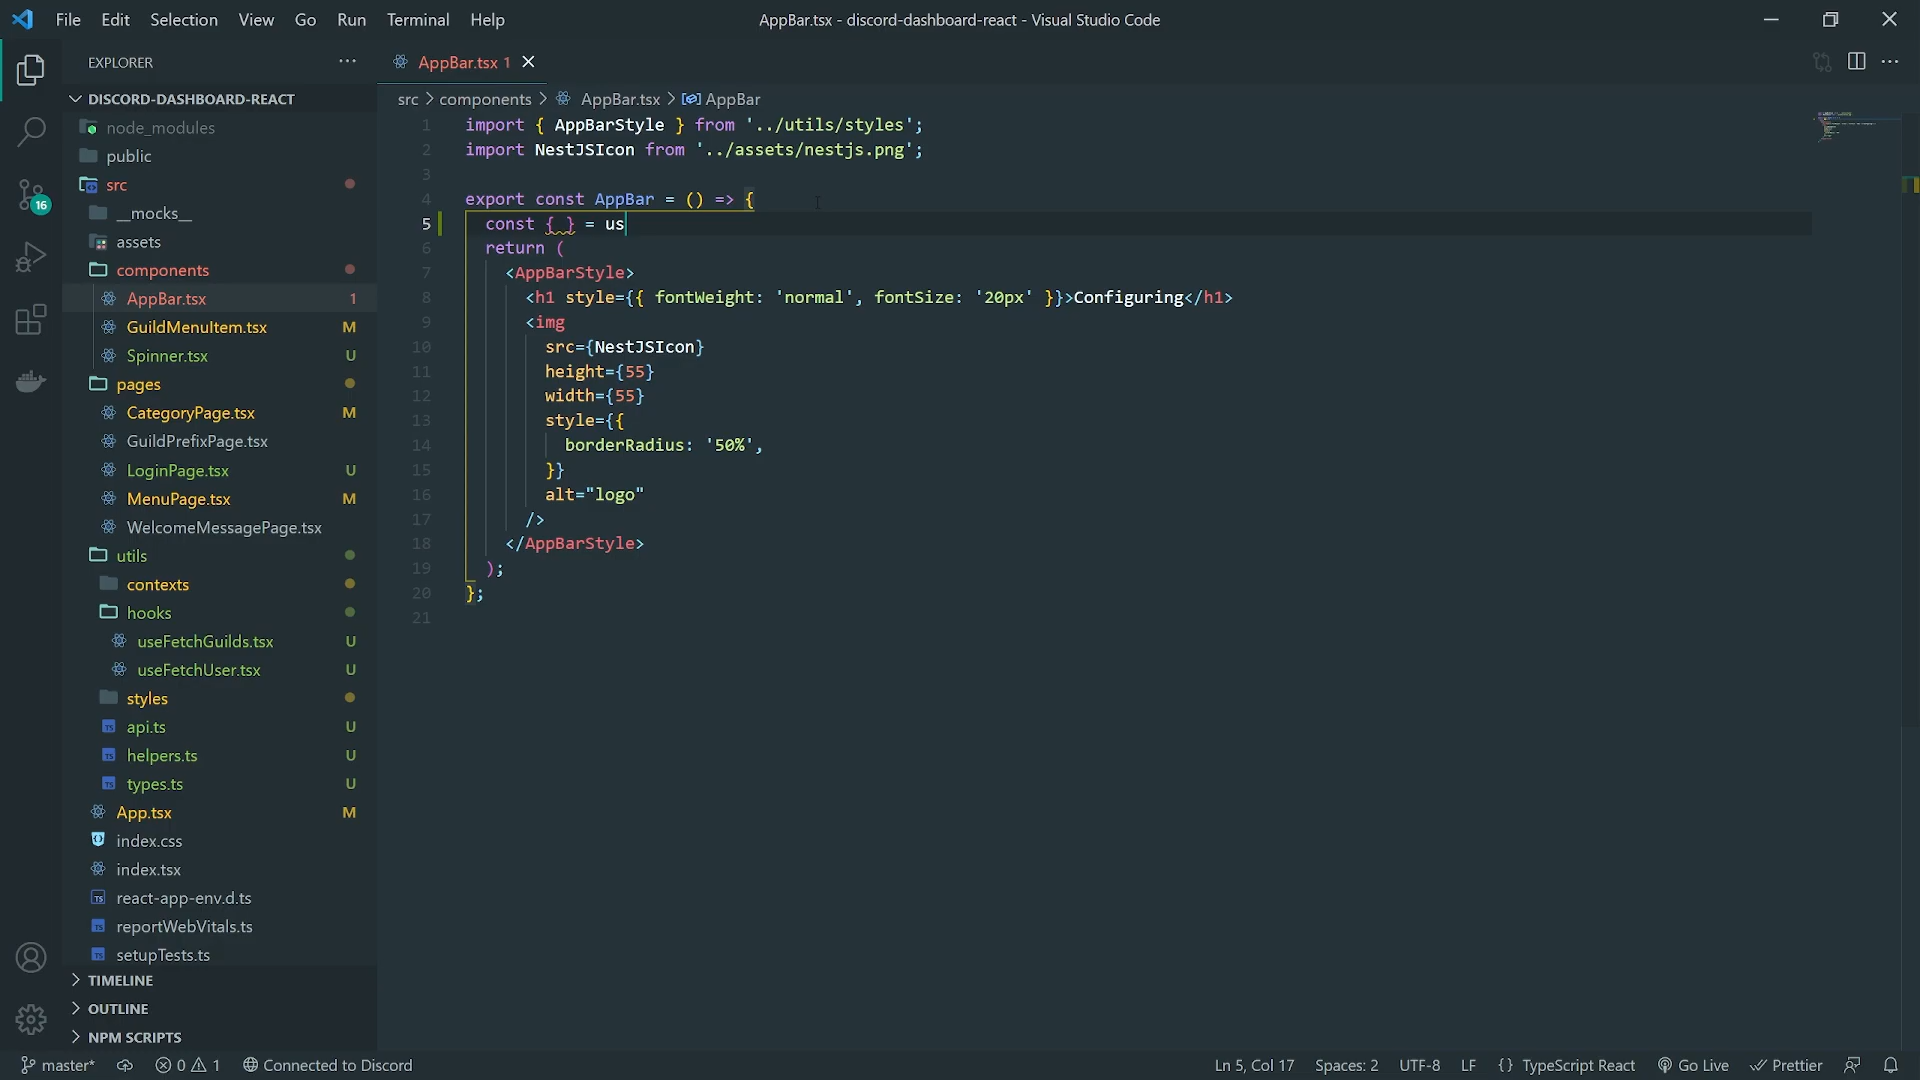 File Edit Selection View Go Run Terminal Help
AppBar.tsx - discord-dashboard-react - Visual Studio Code
EXPLORER
DISCORD-DASHBOARD-REACT
node_modules
public
src
__mocks__
assets
components
AppBar.tsx 1
GuildMenuItem.tsx M
Spinner.tsx U
pages
CategoryPage.tsx M
GuildPrefixPage.tsx
LoginPage.tsx U
MenuPage.tsx M
WelcomeMessagePage.tsx
utils
contexts
hooks
useFetchGuilds.tsx U
useFetchUser.tsx U
styles
api.ts U
helpers.ts U
types.ts U
App.tsx M
index.css
index.tsx
react-app-env.d.ts
reportWebVitals.ts
setupTests.ts
TIMELINE
OUTLINE
NPM SCRIPTS
16
AppBar.tsx 1
src > components > AppBar.tsx > AppBar
1 import { AppBarStyle } from '../utils/styles';
2 import NestJSIcon from '../assets/nestjs.png';
3
4 export const AppBar = () => {
5 const { } = us
6 return (
7 <AppBarStyle>
8 <h1 style={{ fontWeight: 'normal', fontSize: '20px' }}>Configuring</h1>
9 <img
10 src={NestJSIcon}
11 height={55}
12 width={55}
13 style={{
14 borderRadius: '50%',
15 }}
16 alt="logo"
17 />
18 </AppBarStyle>
19 );
20 };
21
master* 0 1 Connected to Discord
Ln 5, Col 17 Spaces: 2 UTF-8 LF {} TypeScript React Go Live Prettier